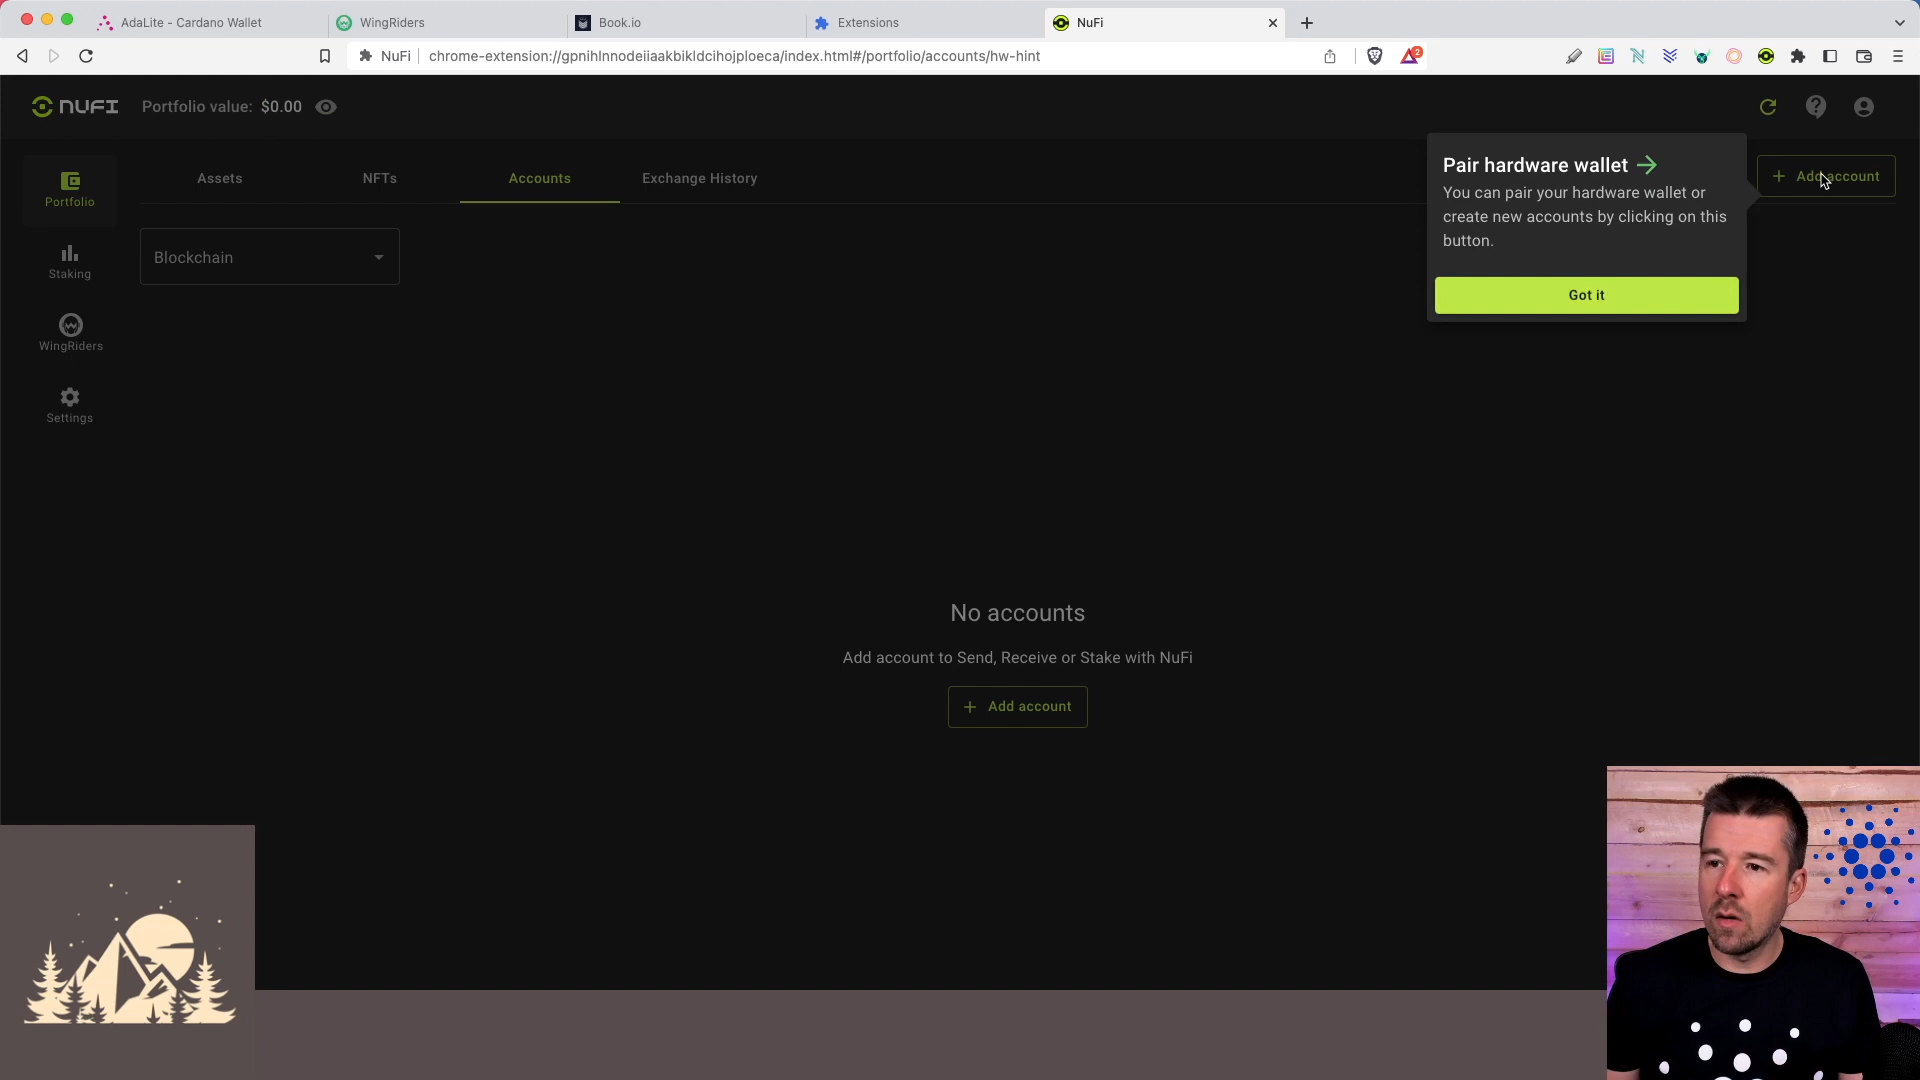 AdaLite - Cardano Wallet
WingRiders
Book.io
Extensions
NuFi
NuFi
chrome-extension://gpnihlnnodeiiaakbikldcihojploeca/index.html#/portfolio/accounts/hw-hint
2
NUFI
Portfolio value: $0.00
Portfolio
Assets
NFTs
Accounts
Exchange History
Pair hardware wallet
You can pair your hardware wallet or
create new accounts by clicking on this
button.
Got it
Add account
Blockchain
Staking
WingRiders
Settings
No accounts
Add account to Send, Receive or Stake with NuFi
Add account